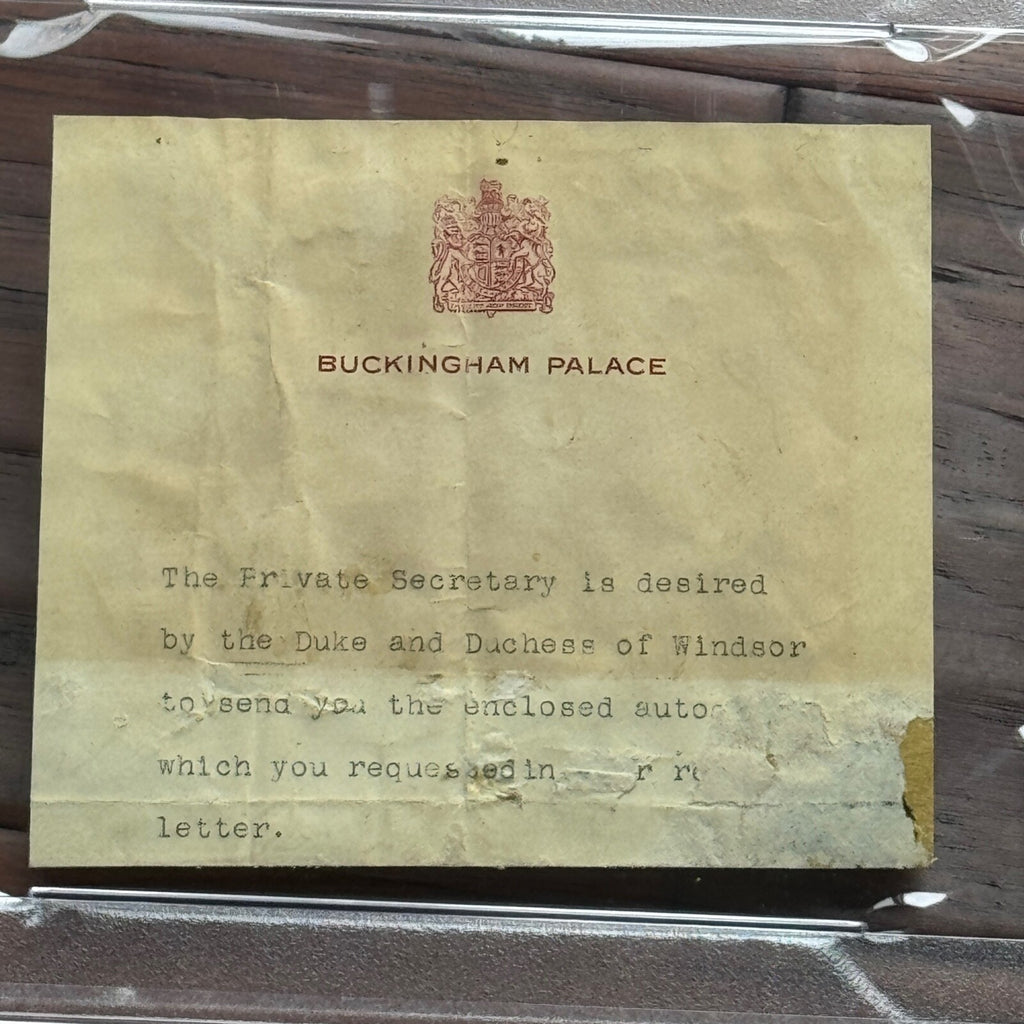 BUCKINGHAM PALACE
The Private Secretary is desired
by the Duke and Duchess of Windsor
to send you the enclosed
which you requested in
letter.